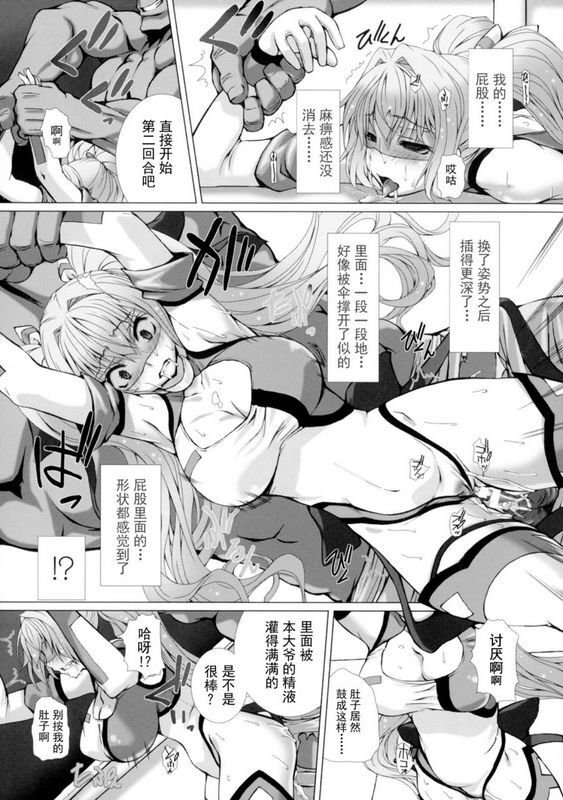 我的……
屁股……
哎咕
麻痹感还没
消去……
びくん
直接开始
第二回合吧
啊啊
换了姿势之后
插得更深了…
里面…一段一段地
好像被伞撑开了似的
屁股里面的…
形状都感觉到了
!?
讨厌啊
肚子居然
鼓成这样……
里面被
本大爷的精液
灌得满满的
是不是
很棒?
哈呀!?
别按我的
肚子啊